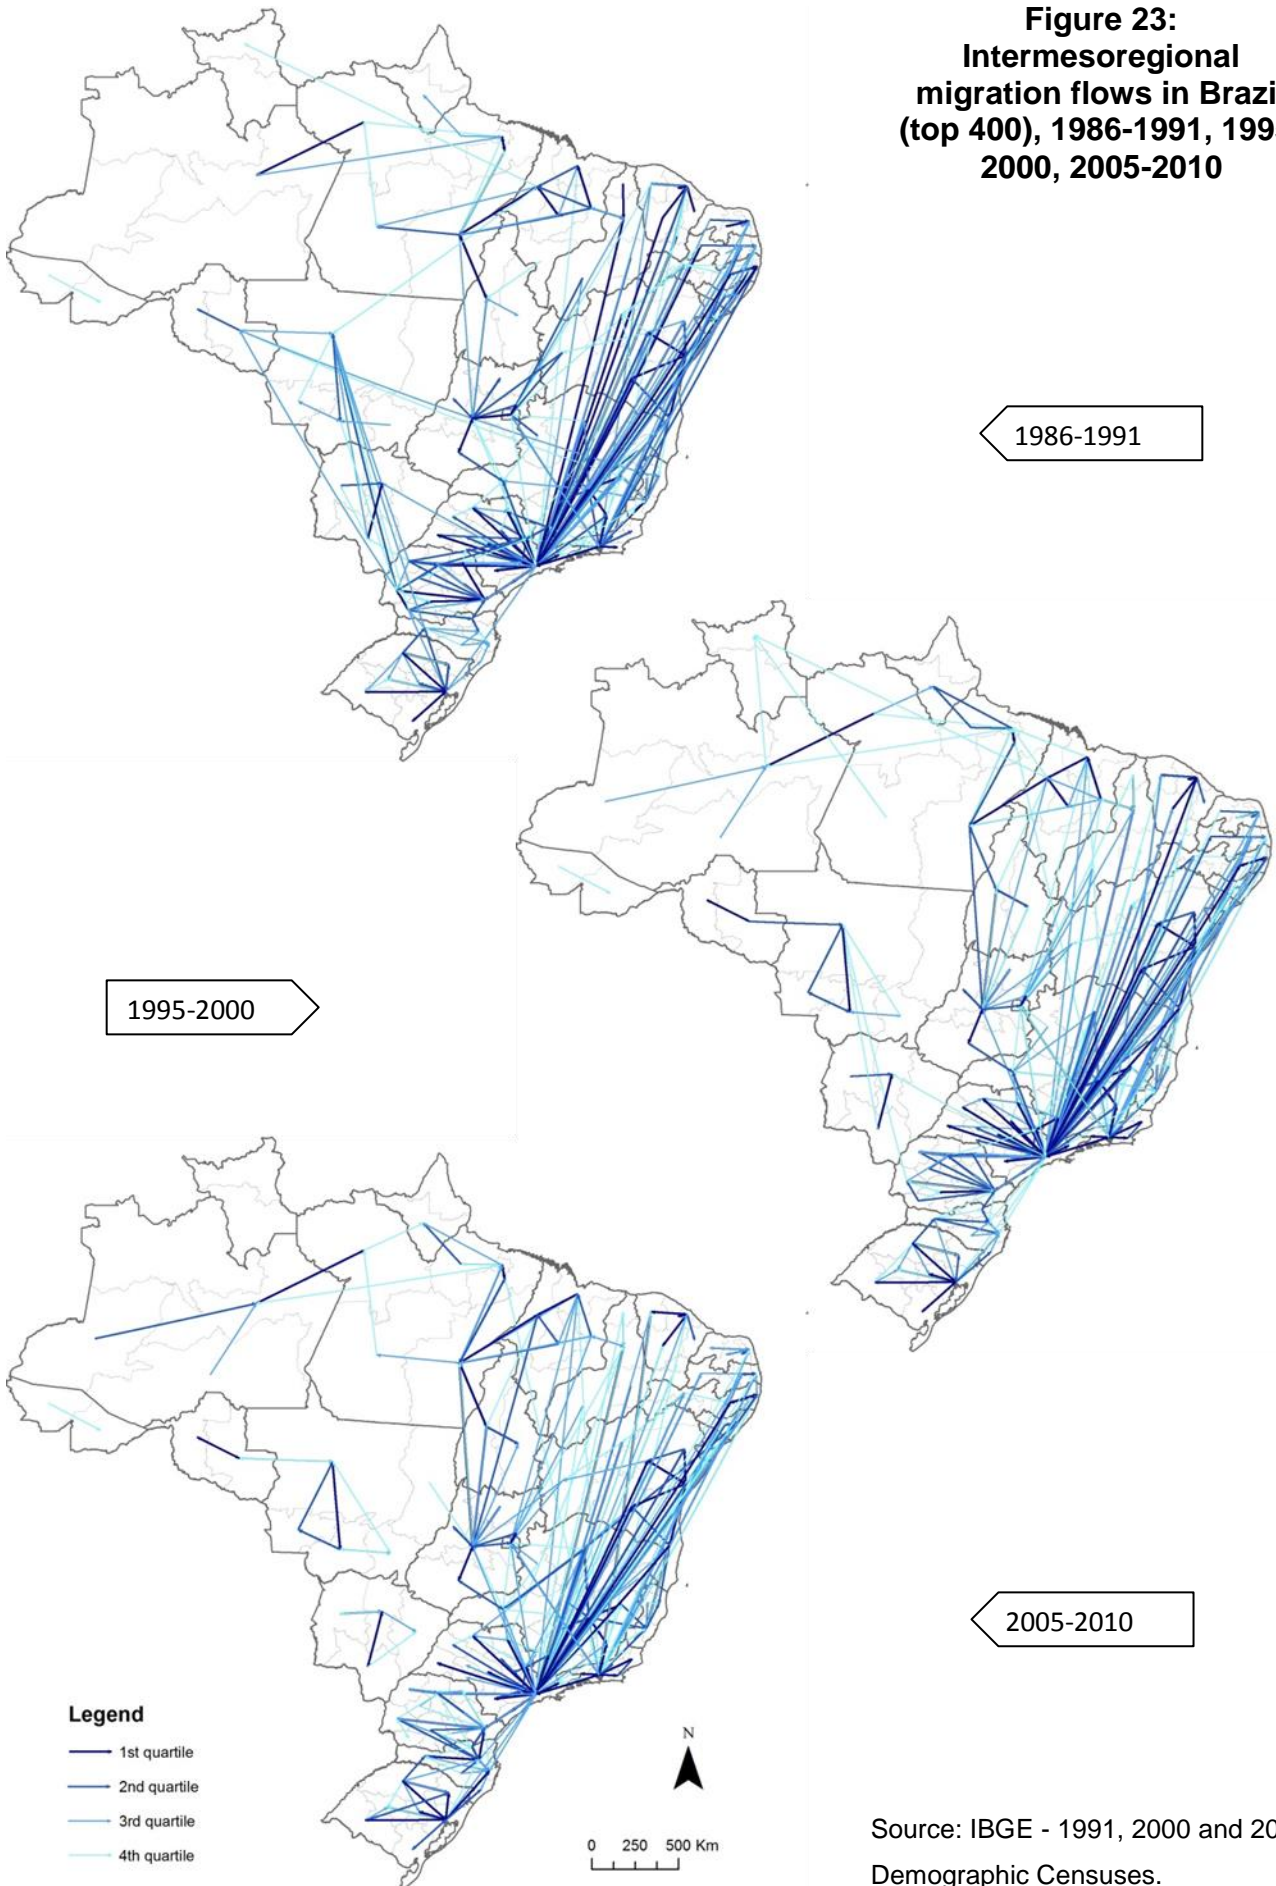 Figure 23:
Intermesoregional
migration flows in Brazi
(top 400), 1986-1991, 199
2000, 2005-2010
1986-1991
1995-2000
2005-2010
Legend
1st quartile
2nd quartile
3rd quartile
4th quartile
N
0 250 500 Km
Source: IBGE - 1991, 2000 and 20
Demographic Censuses.